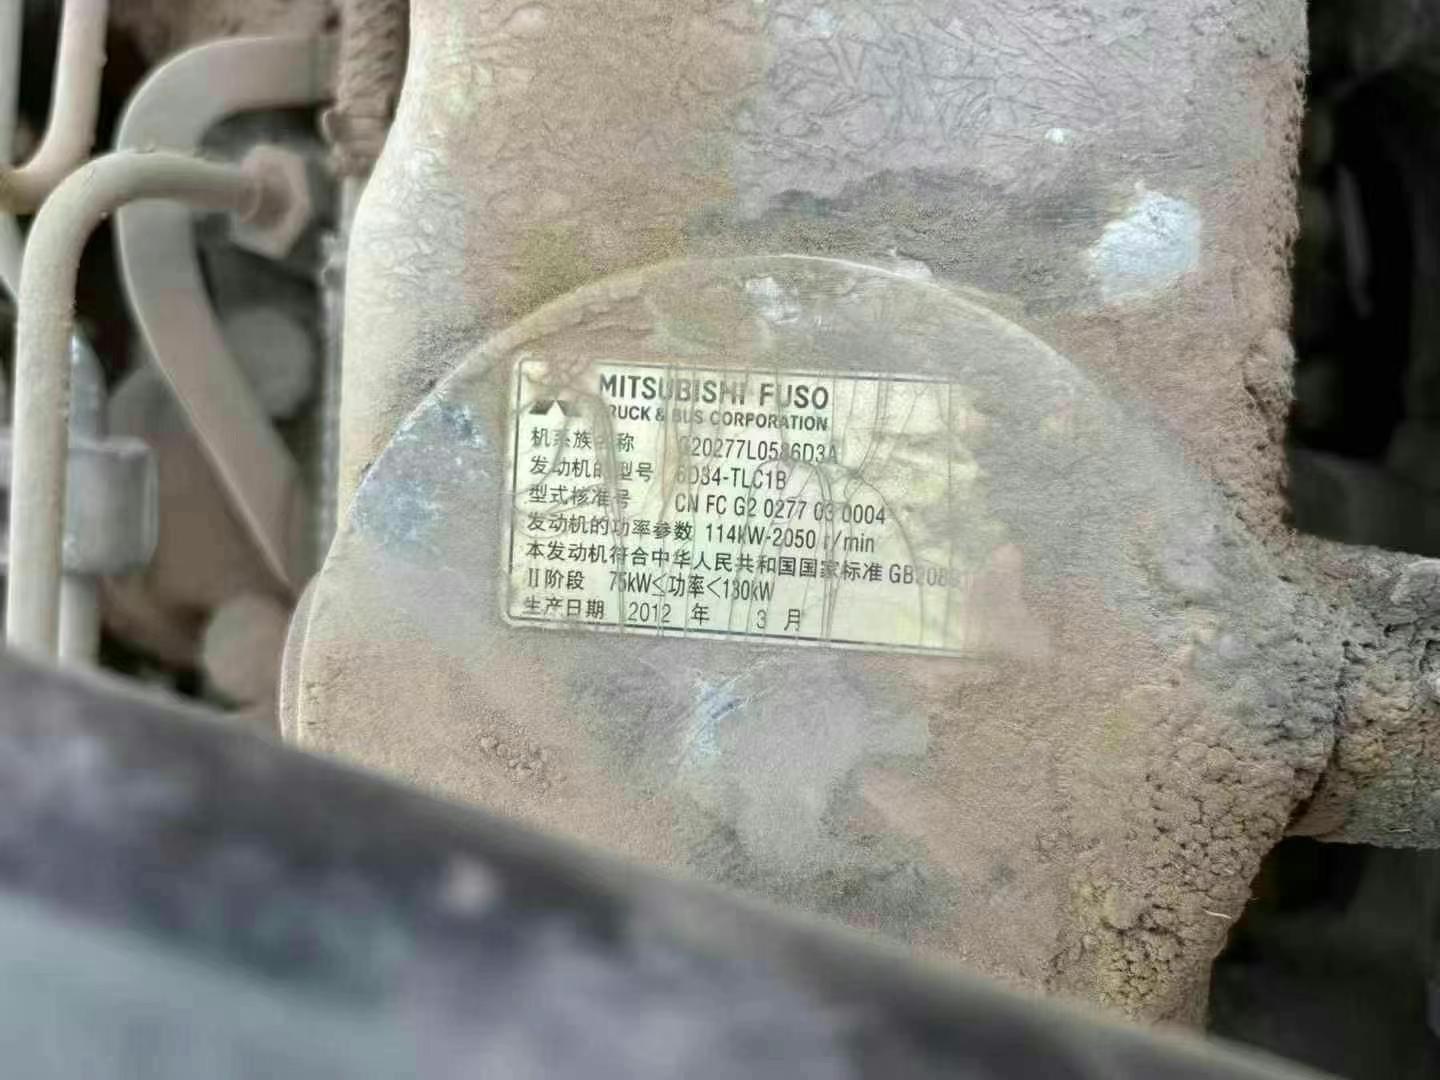 MITSUBISHI FUSO
TRUCK & BUS CORPORATION
机系族名称 G20277L0586D3A
发动机的型号 6D34-TLC1B
型式核准号 CN FC G2 0277 03 0004
发动机的功率参数 114kW-2050 r/min
本发动机符合中华人民共和国国家标准 GB20891
II阶段 75kW≤功率<130kW
生产日期 2012 年 3 月